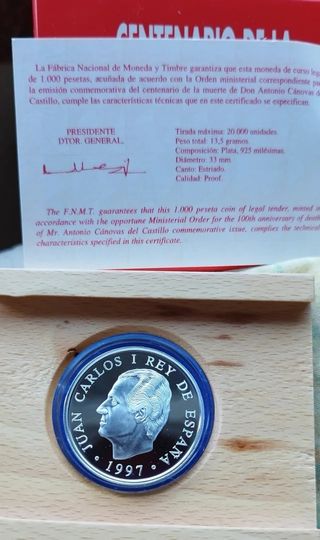 CENTENARIO DE LA
La Fábrica Nacional de Moneda y Timbre garantiza que esta moneda de curso legal
de 1.000 pesetas, acuñada de acuerdo con la Orden ministerial correspondiente
la emisión conmemorativa del centenario de la muerte de Don Antonio Cánovas del
Castillo, cumple las características técnicas que en este certificado se especifican.
PRESIDENTE
DTOR. GENERAL,
Tirada máxima: 20.000 unidades.
Peso total: 13,5 gramos.
Composición: Plata, 925 milésimas.
Diámetro: 33 mm
Canto: Estriado.
Calidad: Proof.
The F.N.M.T. guarantees that this 1.000 peseta coin of legal tender, minted in
accordance with the opportune Ministerial Order for the 100th anniversary of death
of Mr. Antonio Cánovas del Castillo commemorative issue, complies the technical
characteristics specified in this certificate.
JUAN CARLOS I REY DE ESPAÑA
1997